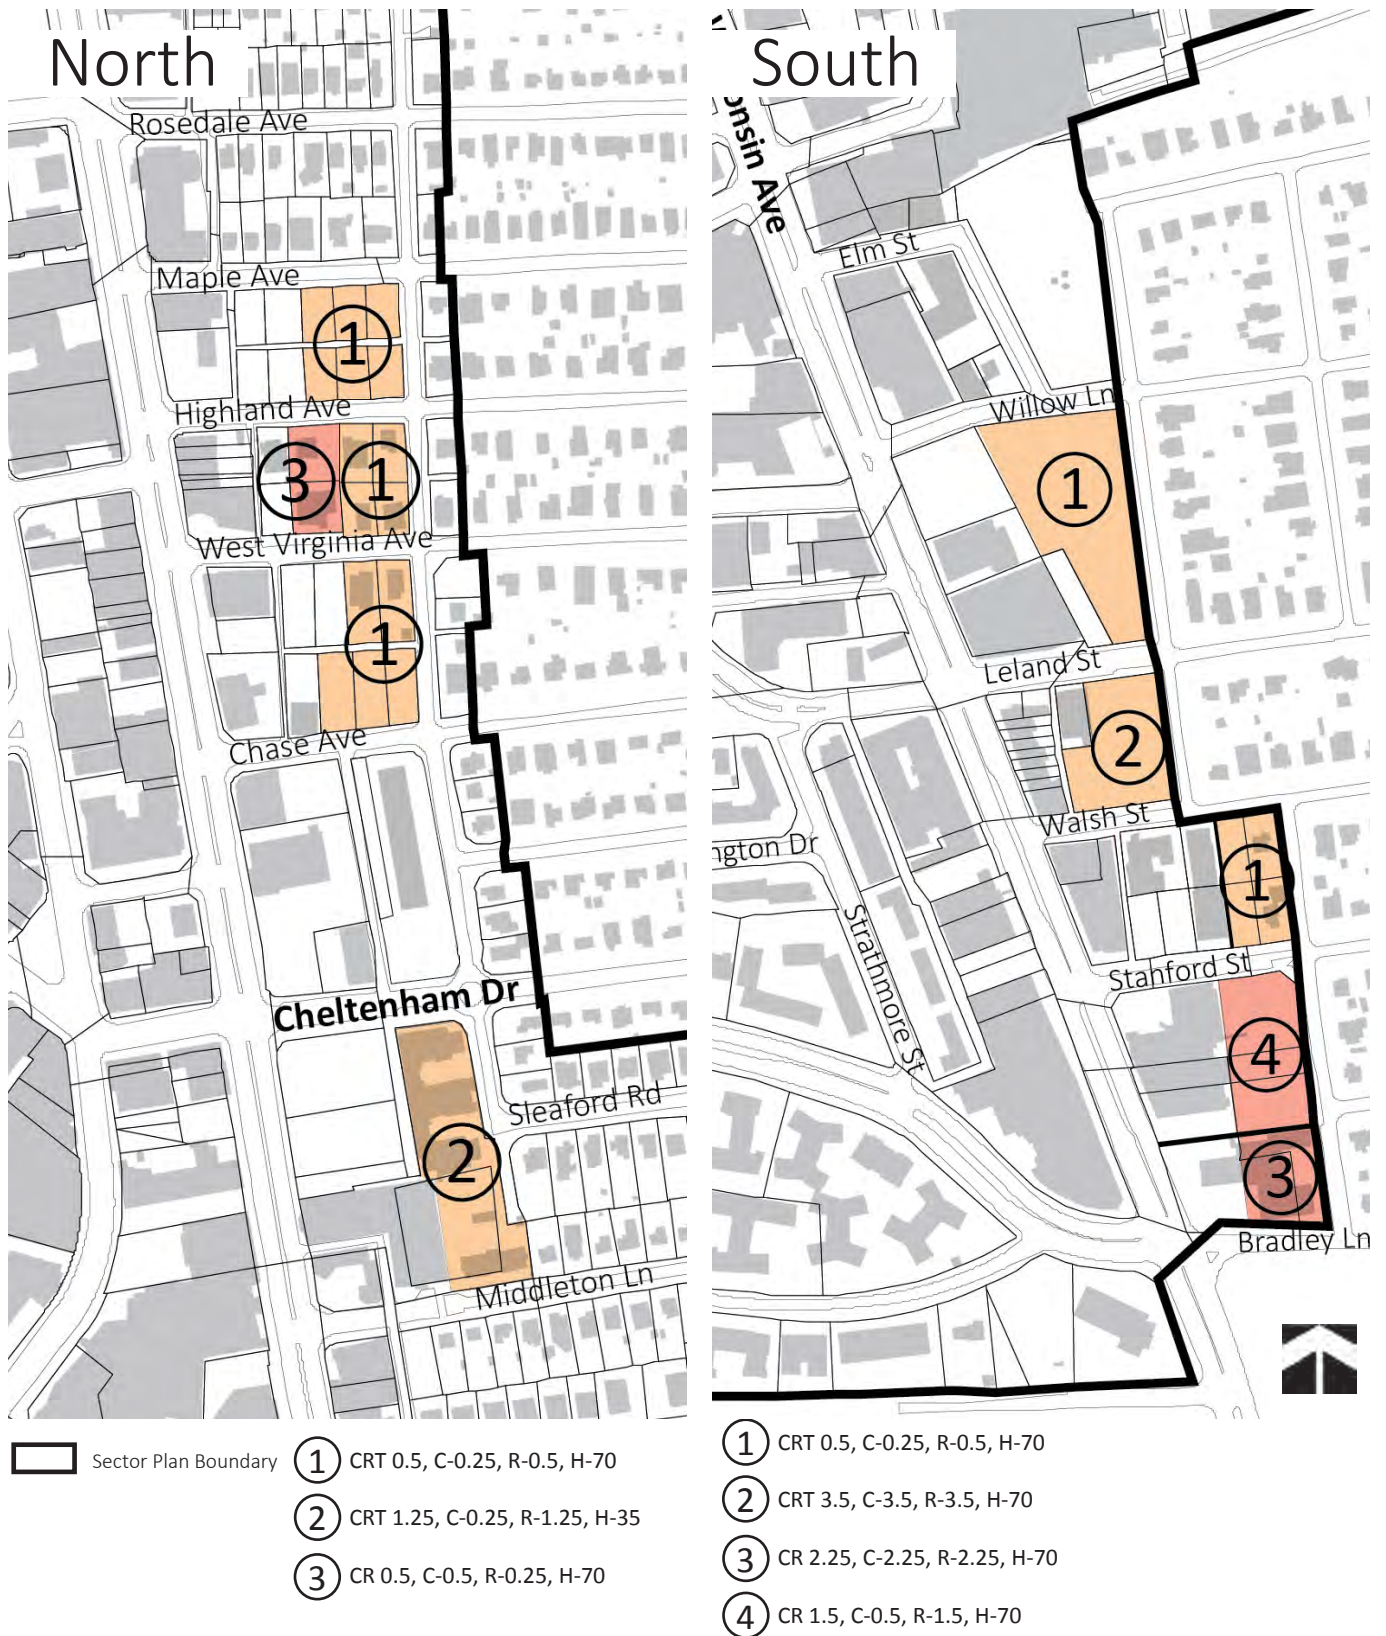 North
Rosedale Ave
Maple Ave
1
Highland Ave
3
1
West Virginia Ave
1
Chase Ave
Cheltenham Dr
Sleaford Rd
2
Middleton Ln
South
onsin Ave
Elm St
Willow Ln
1
Leland St
2
Walsh St
ngton Dr
1
Strathmore St
Stanford St
4
3
Bradley Ln
Sector Plan Boundary
1 CRT 0.5, C-0.25, R-0.5, H-70
2 CRT 1.25, C-0.25, R-1.25, H-35
3 CR 0.5, C-0.5, R-0.25, H-70
1 CRT 0.5, C-0.25, R-0.5, H-70
2 CRT 3.5, C-3.5, R-3.5, H-70
3 CR 2.25, C-2.25, R-2.25, H-70
4 CR 1.5, C-0.5, R-1.5, H-70